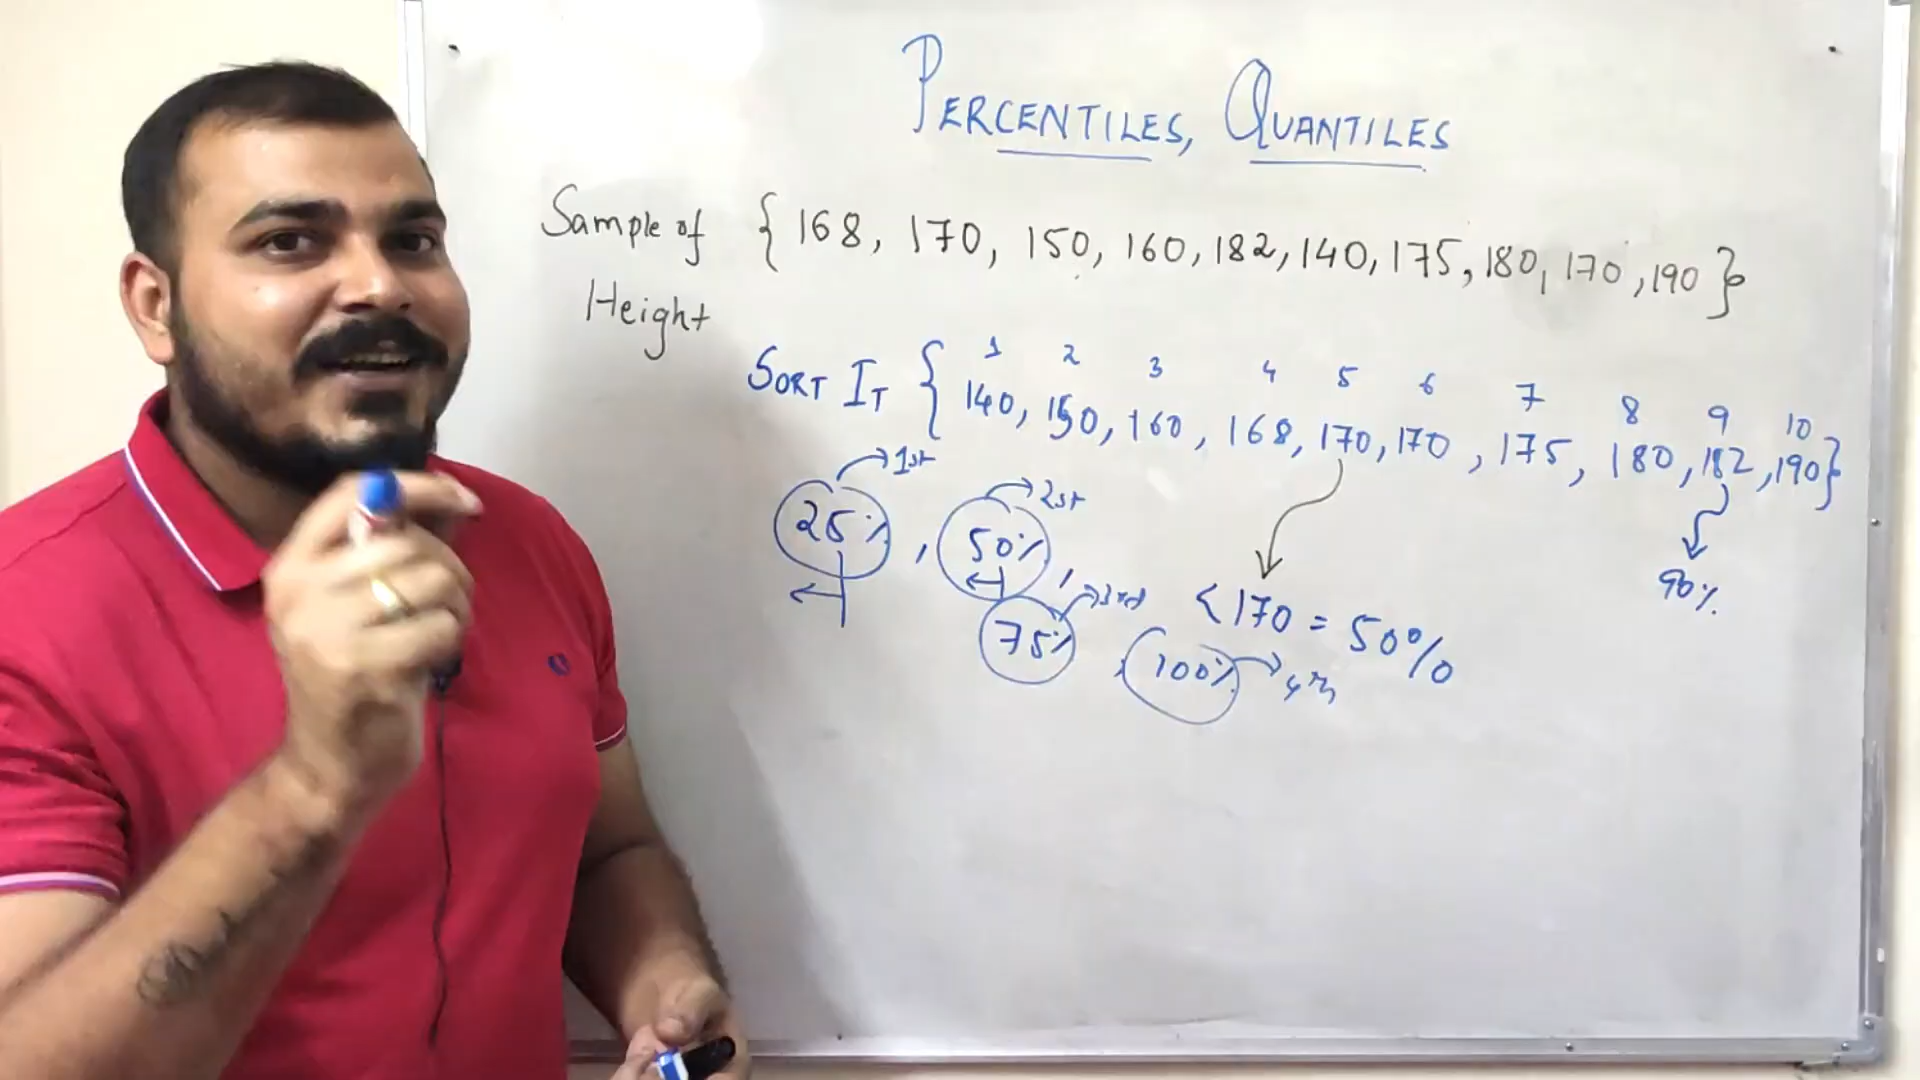 PERCENTILES, QUANTILES
Sample of Height { 168, 170, 150, 160, 182, 140, 175, 180, 170, 190 }
1 2 3 4 5 6 7 8 9 10
SORT IT { 140, 150, 160, 168, 170, 170, 175, 180, 182, 190 }
1st 2st
25%, 50%,
90%
3rd
75%, 100% 4th
<170 = 50%